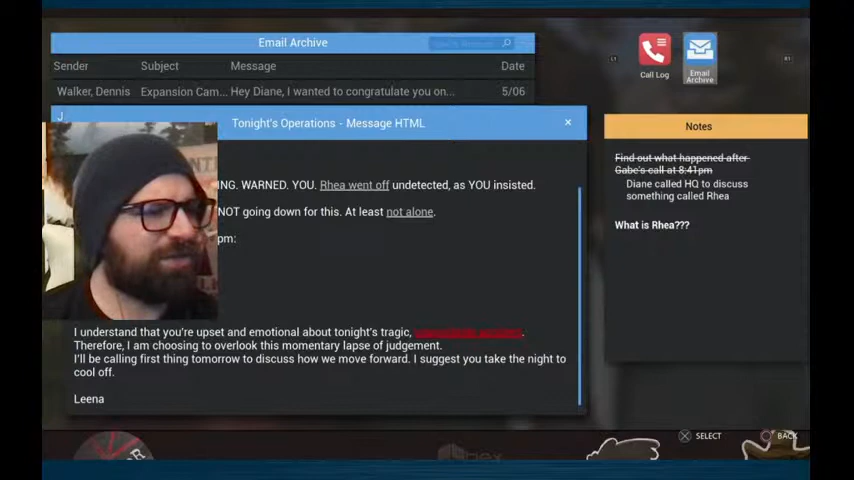 Email Archive
Sender Subject Message Date
Walker, Dennis Expansion Cam... Hey Diane, I wanted to congratulate you on... 5/06
J
Tonight's Operations - Message HTML
NG. WARNED. YOU. Rhea went off undetected, as YOU insisted.
NOT going down for this. At least not alone.
pm:
I understand that you're upset and emotional about tonight's tragic,
Therefore, I am choosing to overlook this momentary lapse of judgement.
I'll be calling first thing tomorrow to discuss how we move forward. I suggest you take the night to
cool off.
Leena
L1
Call Log
Email
Archive
R1
Notes
Find out what happened after
Gabe's call at 8:41pm
Diane called HQ to discuss
something called Rhea
What is Rhea???
SELECT
BACK